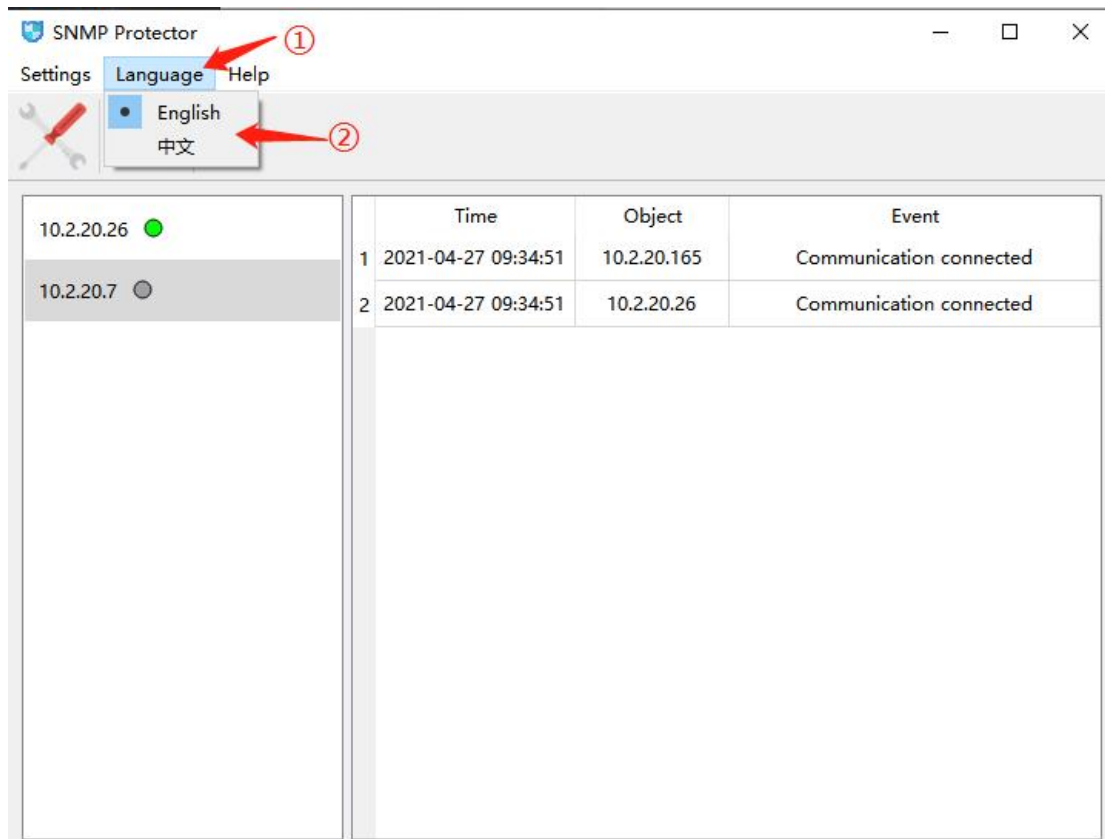 SNMP Protector
①
Settings Language Help
English
②
中文
10.2.20.26
10.2.20.7
Time Object Event
1 2021-04-27 09:34:51 10.2.20.165 Communication connected
2 2021-04-27 09:34:51 10.2.20.26 Communication connected